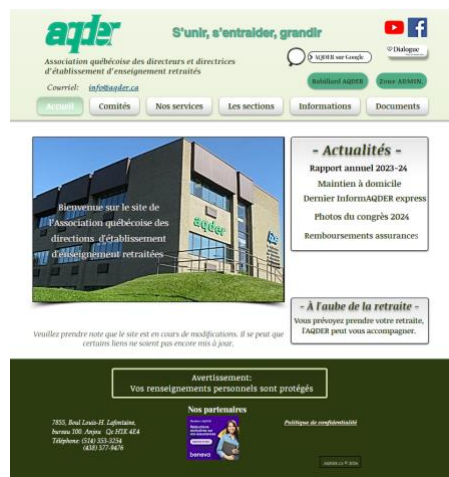 aqder
S'unir, s'entraider, grandir
Dialogue
Association québécoise des directeurs et directrices
d'établissement d'enseignement retraités
AQDER sur Google
Courriel: info@aqder.ca
Babillard AQDER
Zone ADMIN.
Accueil
Comités
Nos services
Les sections
Informations
Documents
Bienvenue sur le site de
l'Association québécoise des
directions d'établissement
d'enseignement retraitées
aqder
- Actualités -
Rapport annuel 2023-24
Maintien à domicile
Dernier InformAQDER express
Photos du congrès 2024
Remboursements assurances
- À l'aube de la retraite -
Vous prévoyez prendre votre retraite,
l'AQDER peut vous accompagner.
Veuillez prendre note que le site est en cours de modifications. Il se peut que
certains liens ne soient pas encore mis à jour.
Avertissement:
Vos renseignements personnels sont protégés
Nos partenaires
7855, Boul Louis-H. Lafontaine,
bureau 100. Anjou Qc H1K 4E4
Téléphone: (514) 353-3254
(438) 377-9476
beneva
Politique de confidentialité